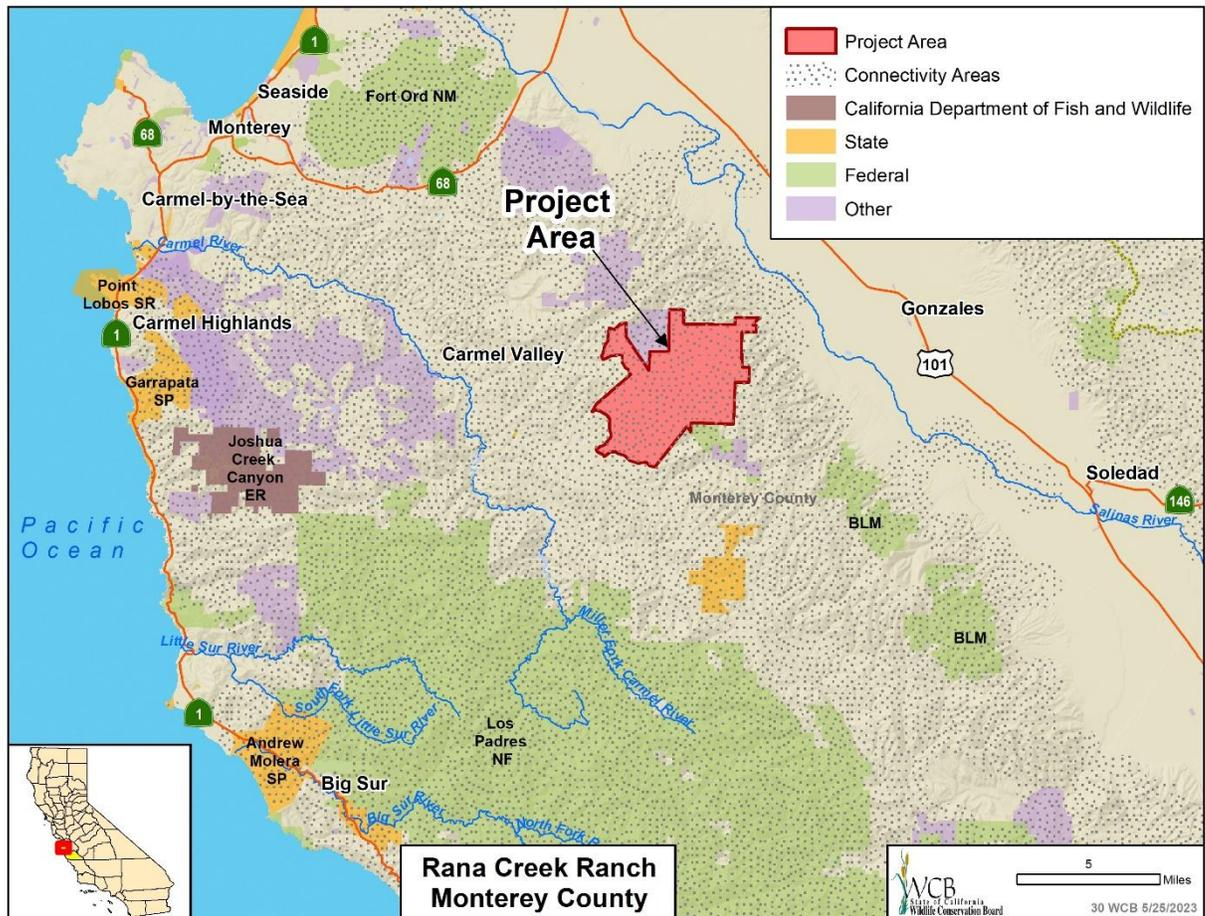 1
Seaside
Fort Ord NM
68
Monterey
68
Carmel-by-the-Sea
Project
Area
Carmel River
Point
Lobos SR
Carmel Highlands
1
Carmel Valley
Garrapata
SP
Joshua
Creek
Canyon
ER
Gonzales
101
Soledad
146
Salinas River
Monterey County
BLM
BLM
Pacific
Ocean
Miller Fork Carmel River
Little Sur River
South Fork Little Sur River
1
Los
Padres
NF
Andrew
Molera
SP
Big Sur
Big Sur River
North Fork
Project Area
Connectivity Areas
California Department of Fish and Wildlife
State
Federal
Other
Rana Creek Ranch
Monterey County
WCB
State of California
Wildlife Conservation Board
5
Miles
30 WCB 5/25/2023